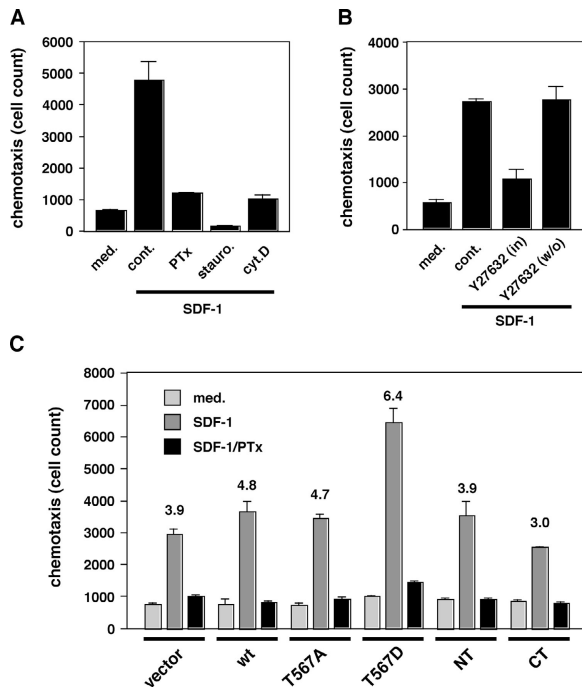 A
chemotaxis (cell count)
6000
5000
4000
3000
2000
1000
0
med.
cont.
PTx
stauro.
cyt.D
SDF-1
B
chemotaxis (cell count)
4000
3000
2000
1000
0
med.
cont.
Y27632 (in)
Y27632 (w/o)
SDF-1
C
chemotaxis (cell count)
8000
7000
6000
5000
4000
3000
2000
1000
0
med.
SDF-1
SDF-1/PTx
3.9
4.8
4.7
6.4
3.9
3.0
vector
wt
T567A
T567D
NT
CT